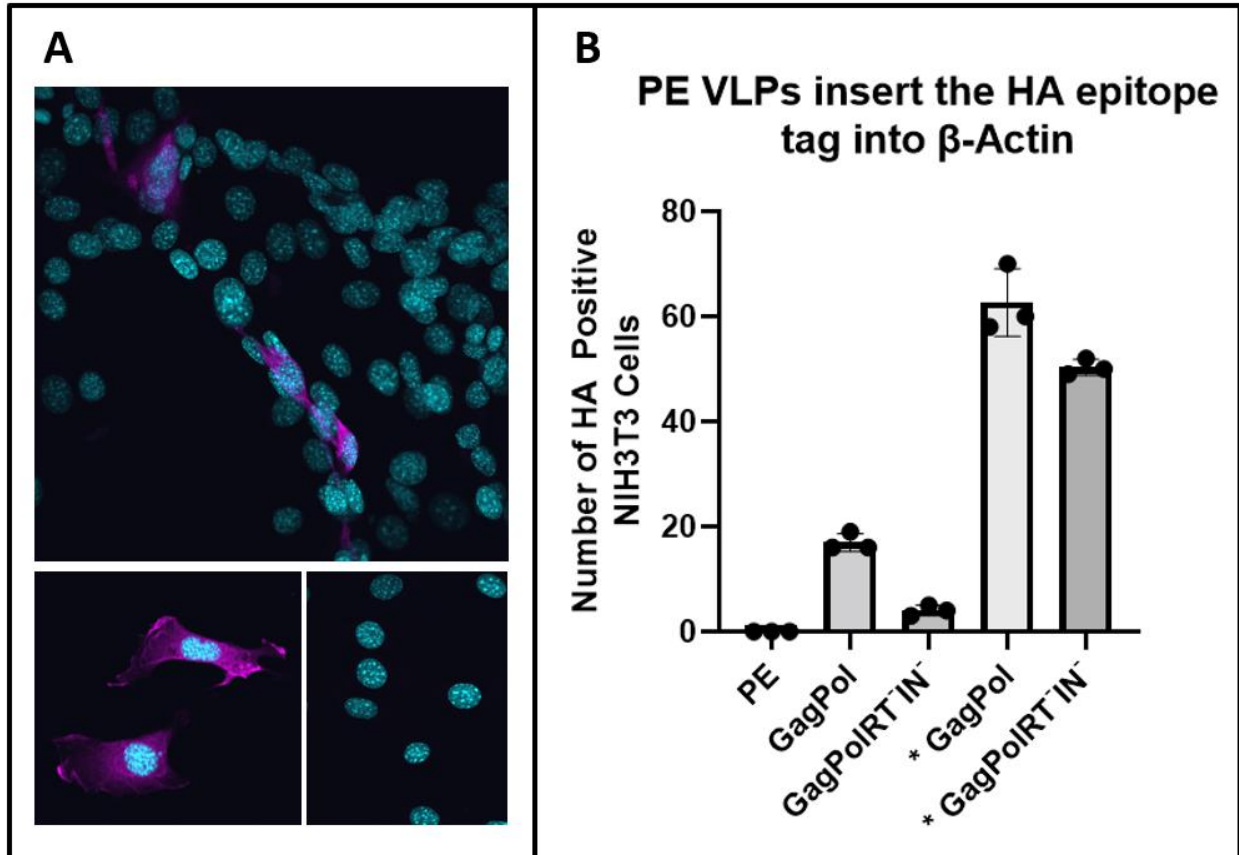 A
B
PE VLPs insert the HA epitope
tag into β-Actin
Number of HA Positive
NIH3T3 Cells
80
60
40
20
0
PE
GagPol
GagPolRT⁻IN⁻
* GagPol
* GagPolRT⁻IN⁻